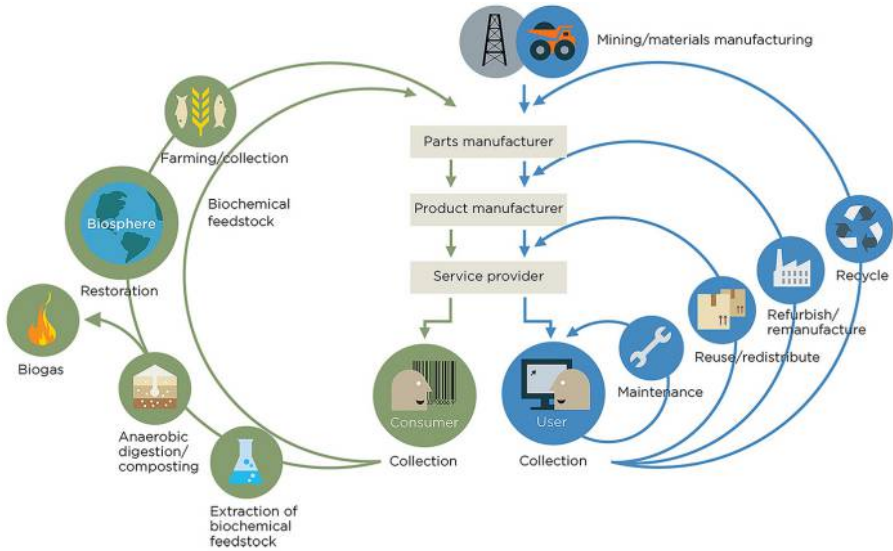 Mining/materials manufacturing
Farming/collection
Parts manufacturer
Biochemical
feedstock
Product manufacturer
Biosphere
Restoration
Service provider
Recycle
Refurbish/
remanufacture
Reuse/redistribute
Biogas
Maintenance
Consumer
User
Anaerobic
digestion/
composting
Collection
Collection
Extraction of
biochemical
feedstock